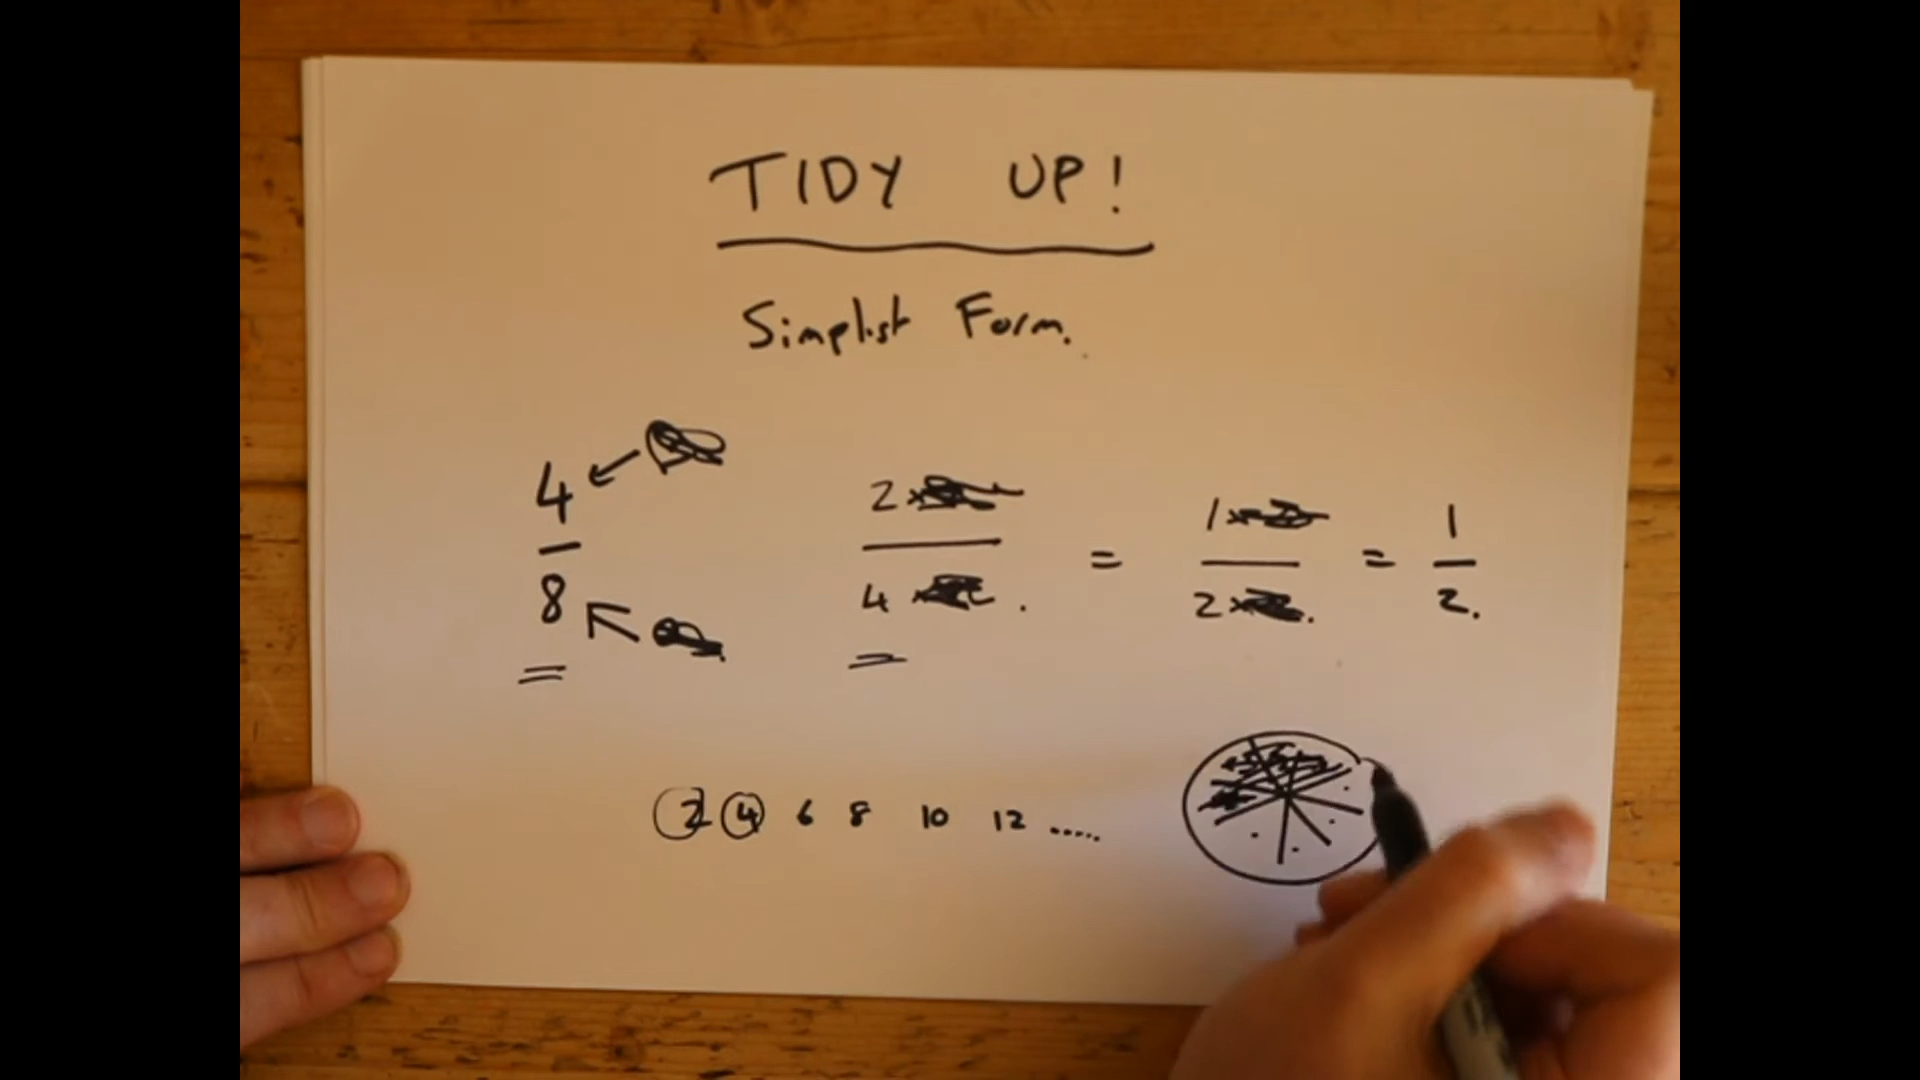 TIDY UP!
Simplist Form.
4
8
=
2 x
4 x
=
=
1 x
2 x
=
1
2.
2 4 6 8 10 12 .....